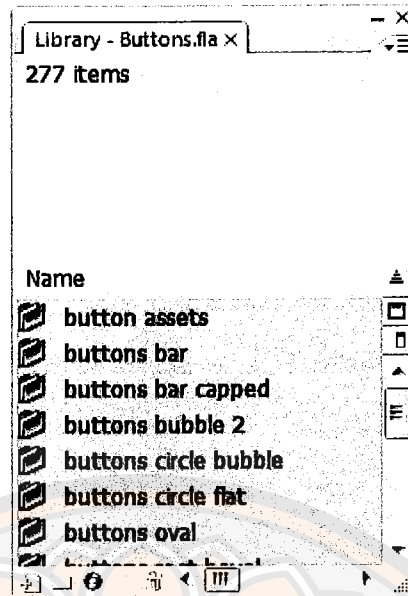 Library - Buttons.fla ×
277 items
Name
button assets
buttons bar
buttons bar capped
buttons bubble 2
buttons circle bubble
buttons circle flat
buttons oval